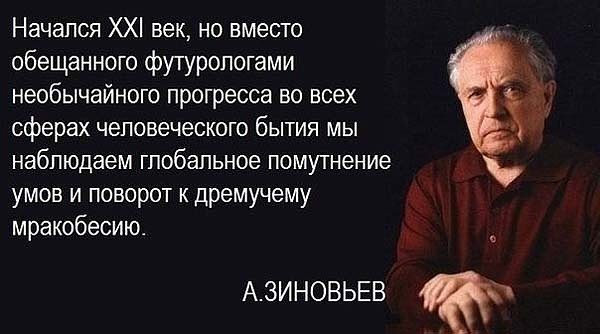 Начался XXI век, но вместо
обещанного футурологами
необычайного прогресса во всех
сферах человеческого бытия мы
наблюдаем глобальное помутнение
умов и поворот к дремучему
мракобесию.
А.ЗИНОВЬЕВ